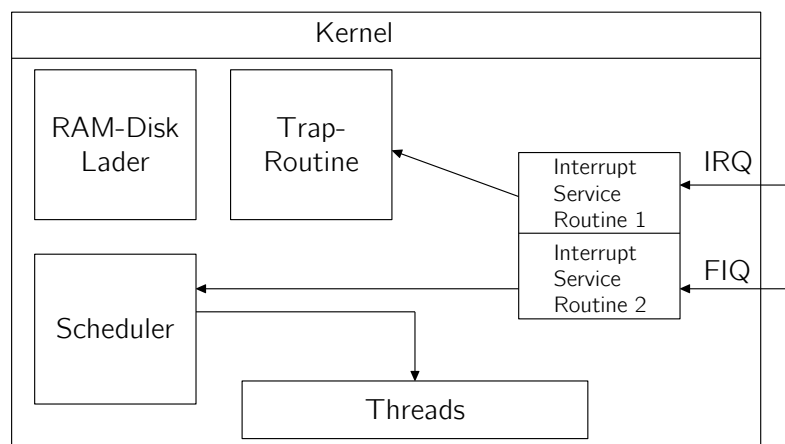 Kernel
RAM-Disk
Lader
Trap-
Routine
Interrupt
Service
Routine 1
IRQ
Interrupt
Service
Routine 2
FIQ
Scheduler
Threads